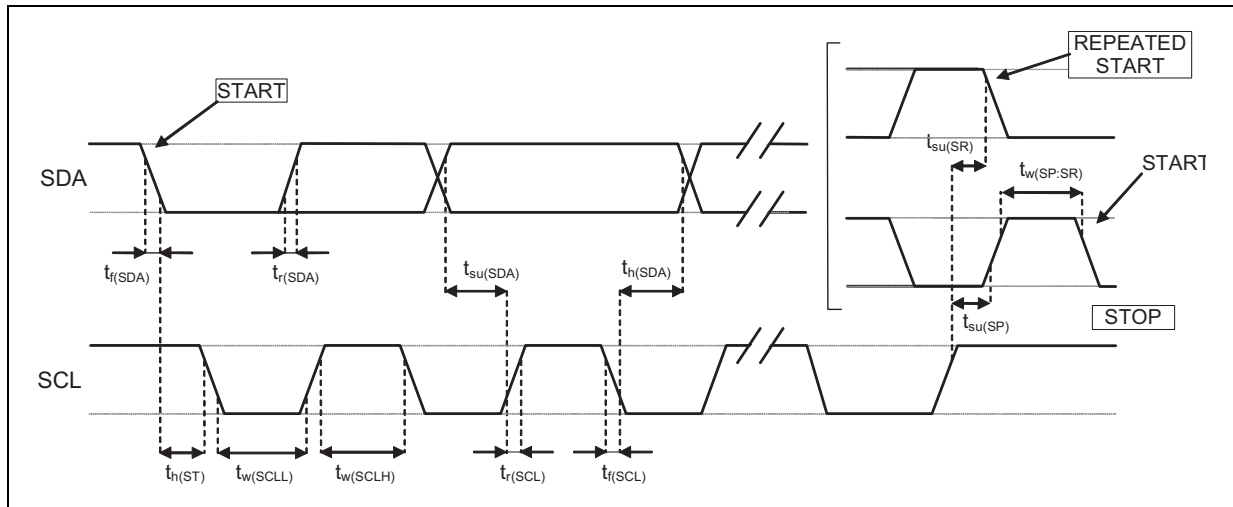 REPEATED
START
START
t_su(SR)
t_w(SP:SR)
START
SDA
t_f(SDA)
t_r(SDA)
t_su(SDA)
t_h(SDA)
t_su(SP)
STOP
SCL
t_h(ST)
t_w(SCLL)
t_w(SCLH)
t_r(SCL)
t_f(SCL)